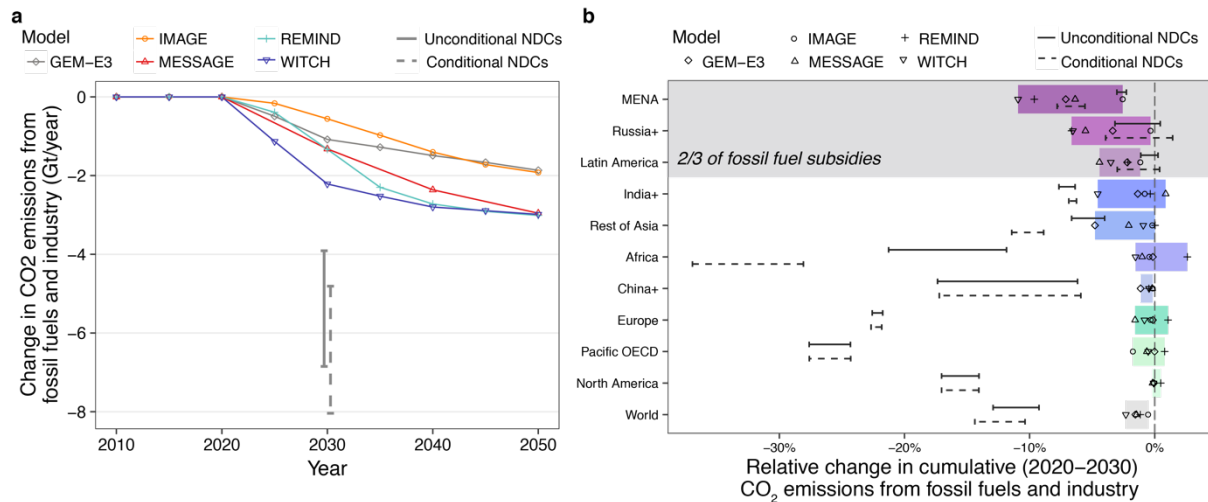 a
Model
IMAGE
REMIND
Unconditional NDCs
GEM-E3
MESSAGE
WITCH
Conditional NDCs
Change in CO2 emissions from
fossil fuels and industry (Gt/year)
0
−2
−4
−6
−8
2010
2020
2030
2040
2050
Year
b
Model
IMAGE
REMIND
Unconditional NDCs
GEM-E3
MESSAGE
WITCH
Conditional NDCs
MENA
Russia+
Latin America
2/3 of fossil fuel subsidies
India+
Rest of Asia
Africa
China+
Europe
Pacific OECD
North America
World
−30%
−20%
−10%
0%
Relative change in cumulative (2020−2030)
CO₂ emissions from fossil fuels and industry